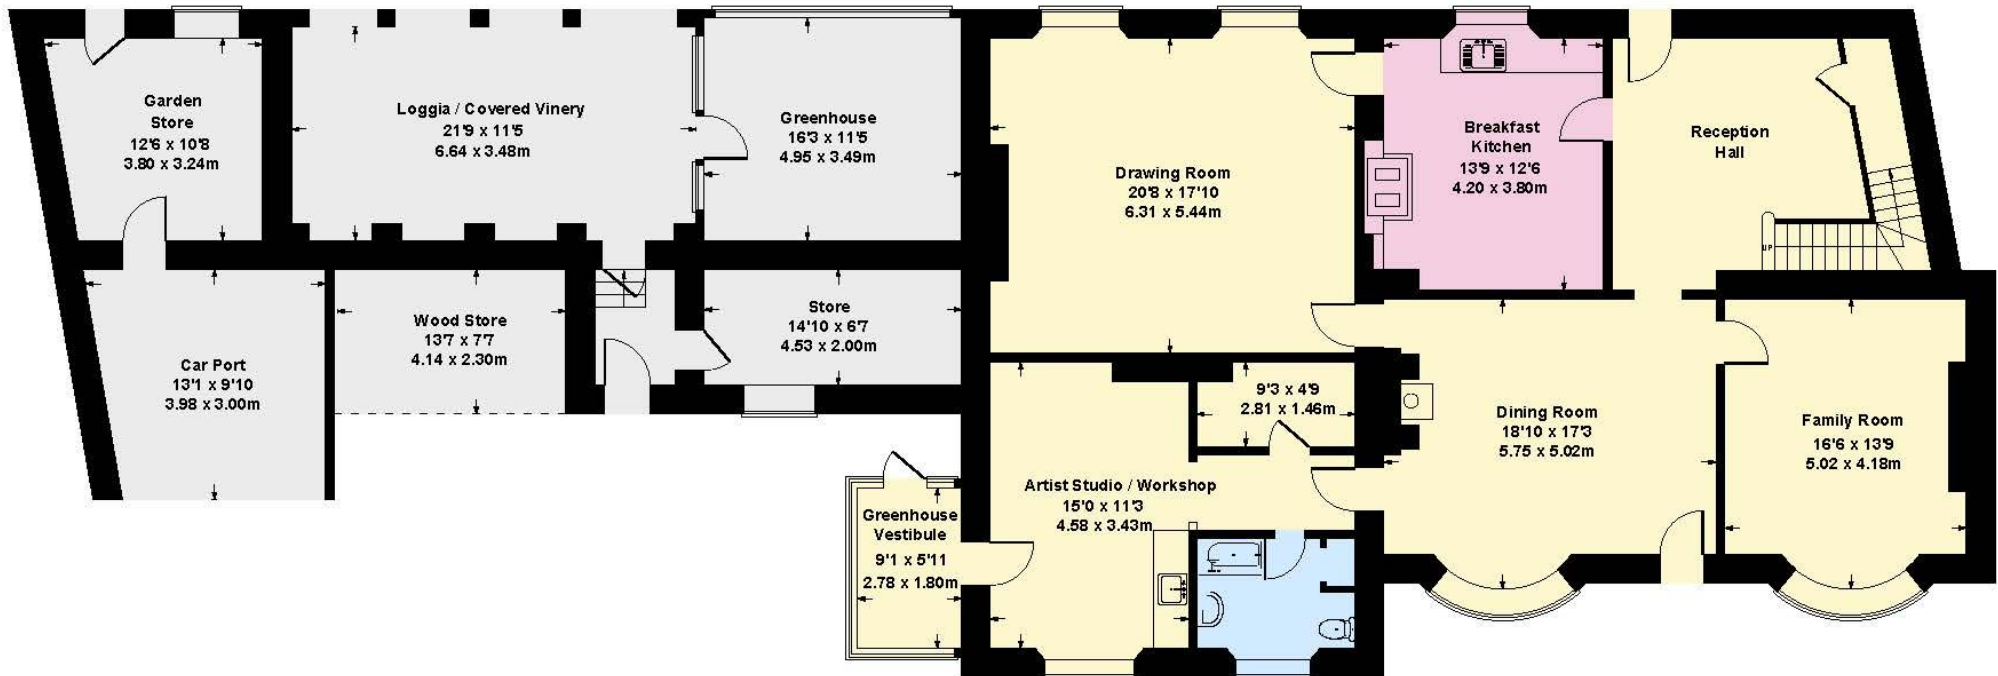 Garden
Store
12'6 x 10'8
3.80 x 3.24m
Loggia / Covered Vinery
21'9 x 11'5
6.64 x 3.48m
Greenhouse
16'3 x 11'5
4.95 x 3.49m
Drawing Room
20'8 x 17'10
6.31 x 5.44m
Breakfast
Kitchen
13'9 x 12'6
4.20 x 3.80m
Reception
Hall
UP
Car Port
13'1 x 9'10
3.98 x 3.00m
Wood Store
13'7 x 7'7
4.14 x 2.30m
Store
14'10 x 6'7
4.53 x 2.00m
9'3 x 4'9
2.81 x 1.46m
Dining Room
18'10 x 17'3
5.75 x 5.02m
Family Room
16'6 x 13'9
5.02 x 4.18m
Artist Studio / Workshop
15'0 x 11'3
4.58 x 3.43m
Greenhouse
Vestibule
9'1 x 5'11
2.78 x 1.80m